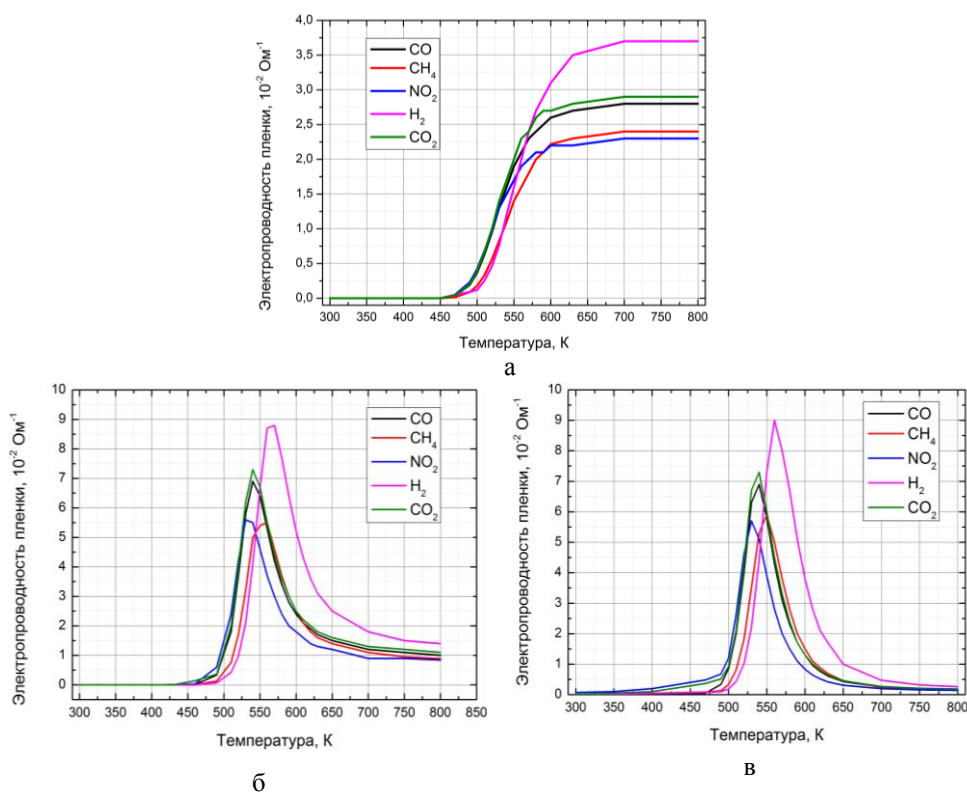 Электропроводность пленки, 10⁻² Ом⁻¹
4,0
3,5
3,0
2,5
2,0
1,5
1,0
0,5
0,0
CO
CH₄
NO₂
H₂
CO₂
300 350 400 450 500 550 600 650 700 750 800
Температура, К
а
Электропроводность пленки, 10⁻² Ом⁻¹
10
9
8
7
6
5
4
3
2
1
0
CO
CH₄
NO₂
H₂
CO₂
300 350 400 450 500 550 600 650 700 750 800 850
Температура, К
б
Электропроводность пленки, 10⁻² Ом⁻¹
10
9
8
7
6
5
4
3
2
1
0
CO
CH₄
NO₂
H₂
CO₂
300 350 400 450 500 550 600 650 700 750 800
Температура, К
в